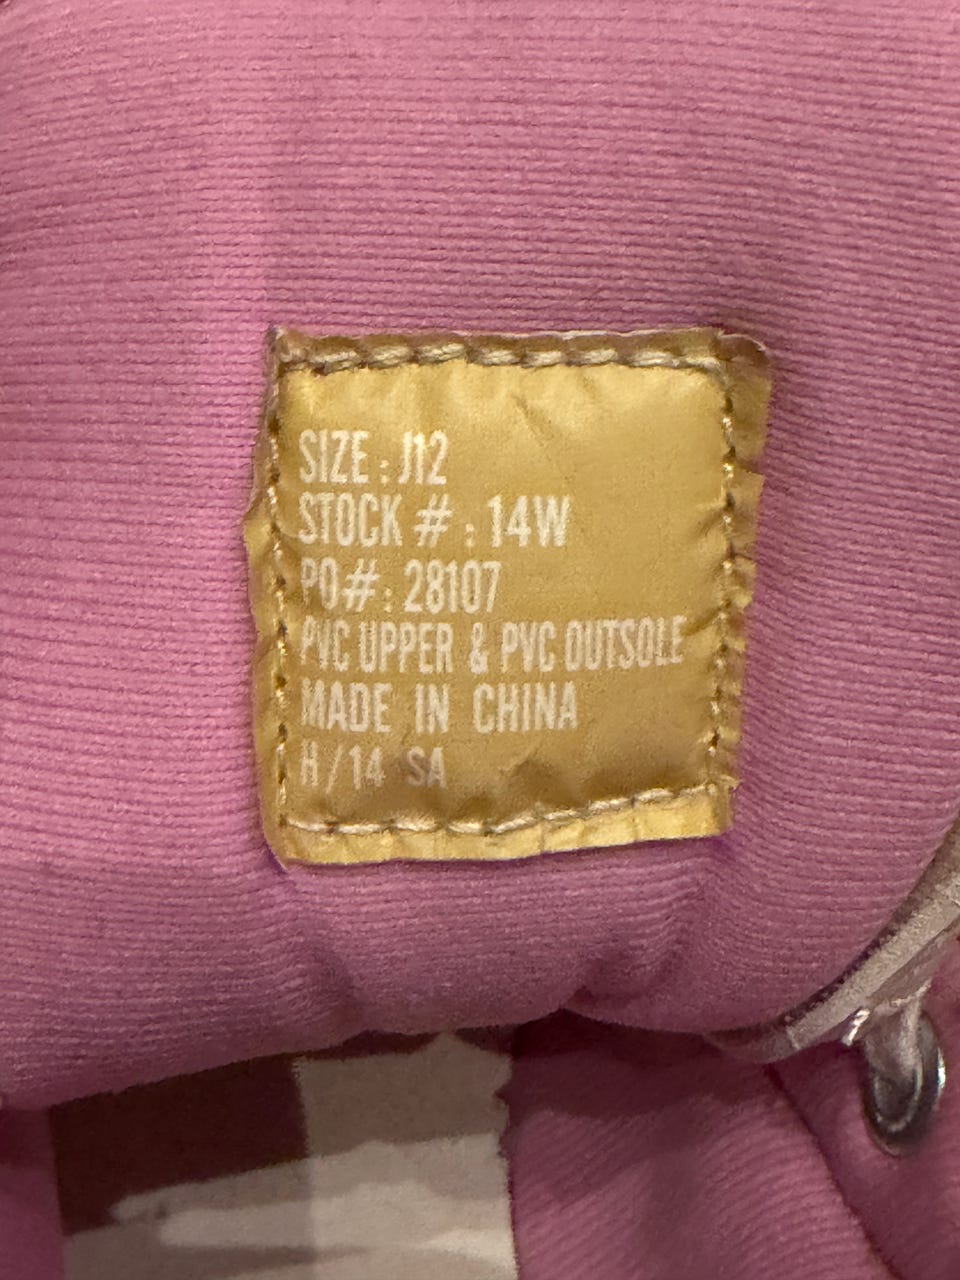 SIZE : J12
STOCK # : 14W
PO# : 28107
PVC UPPER & PVC OUTSOLE
MADE IN CHINA
H/14 SA